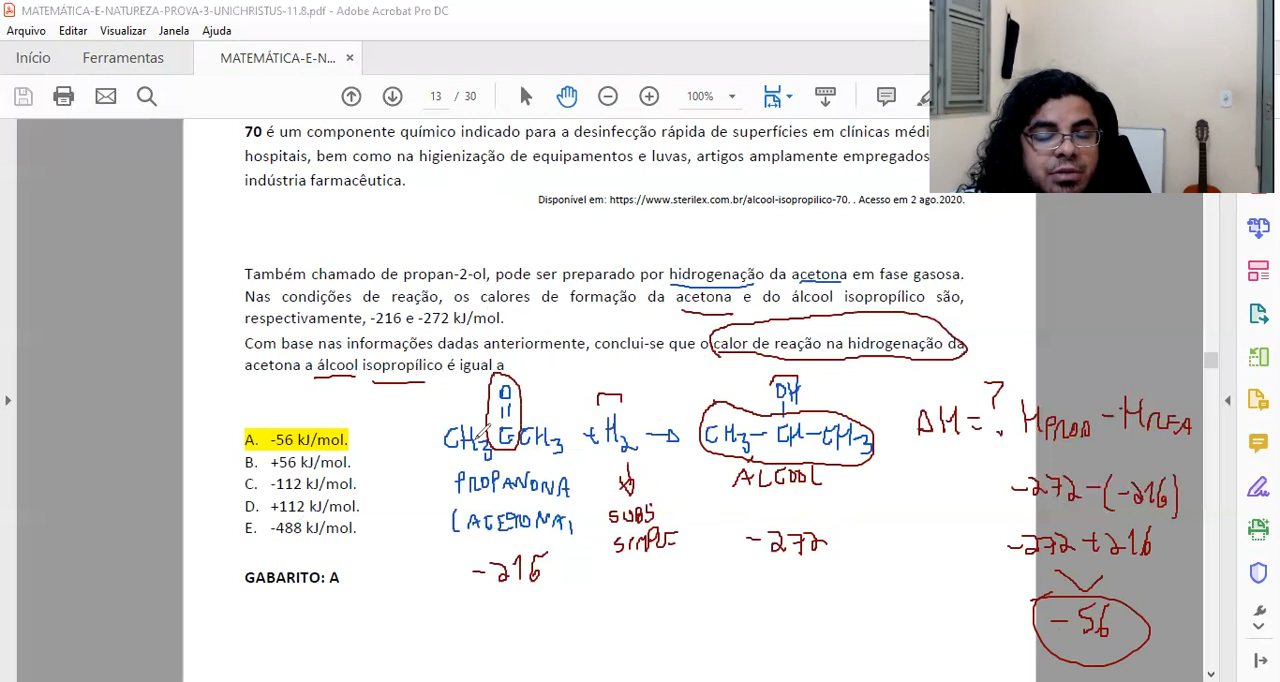 MATEMÁTICA-E-NATUREZA-PROVA-3-UNICHRISTUS-11.8.pdf - Adobe Acrobat Pro DC
Arquivo Editar Visualizar Janela Ajuda
Início Ferramentas MATEMÁTICA-E-N... ×
13 / 30 100%
70 é um componente químico indicado para a desinfecção rápida de superfícies em clínicas médi
hospitais, bem como na higienização de equipamentos e luvas, artigos amplamente empregados
indústria farmacêutica.
Disponível em: https://www.sterilex.com.br/alcool-isopropilico-70. . Acesso em 2 ago.2020.
Também chamado de propan-2-ol, pode ser preparado por hidrogenação da acetona em fase gasosa.
Nas condições de reação, os calores de formação da acetona e do álcool isopropílico são,
respectivamente, -216 e -272 kJ/mol.
Com base nas informações dadas anteriormente, conclui-se que o calor de reação na hidrogenação da
acetona a álcool isopropílico é igual a
A. -56 kJ/mol.
B. +56 kJ/mol.
C. -112 kJ/mol.
D. +112 kJ/mol.
E. -488 kJ/mol.
GABARITO: A
O
OH
CH3 C CH3 + H2 → CH3 – CH – CH3
PROPANONA
(ACETONA)
-216
SUBS
SIMPLE
ALCOOL
-272
ΔH = ? HPROD - HREA
-272 - (-216)
-272 + 216
-56